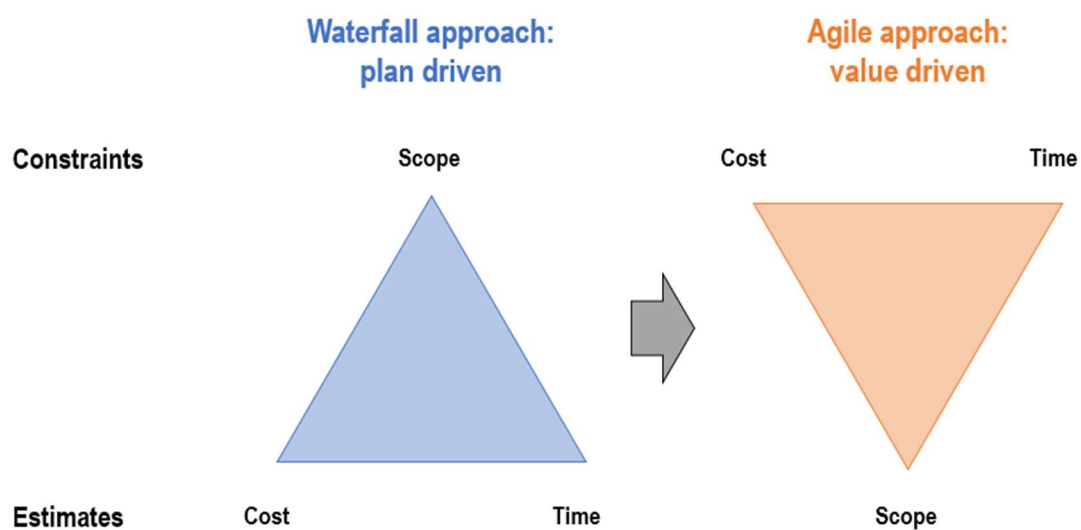 Waterfall approach:
plan driven
Agile approach:
value driven
Constraints
Scope
Cost
Time
Estimates
Cost
Time
Scope